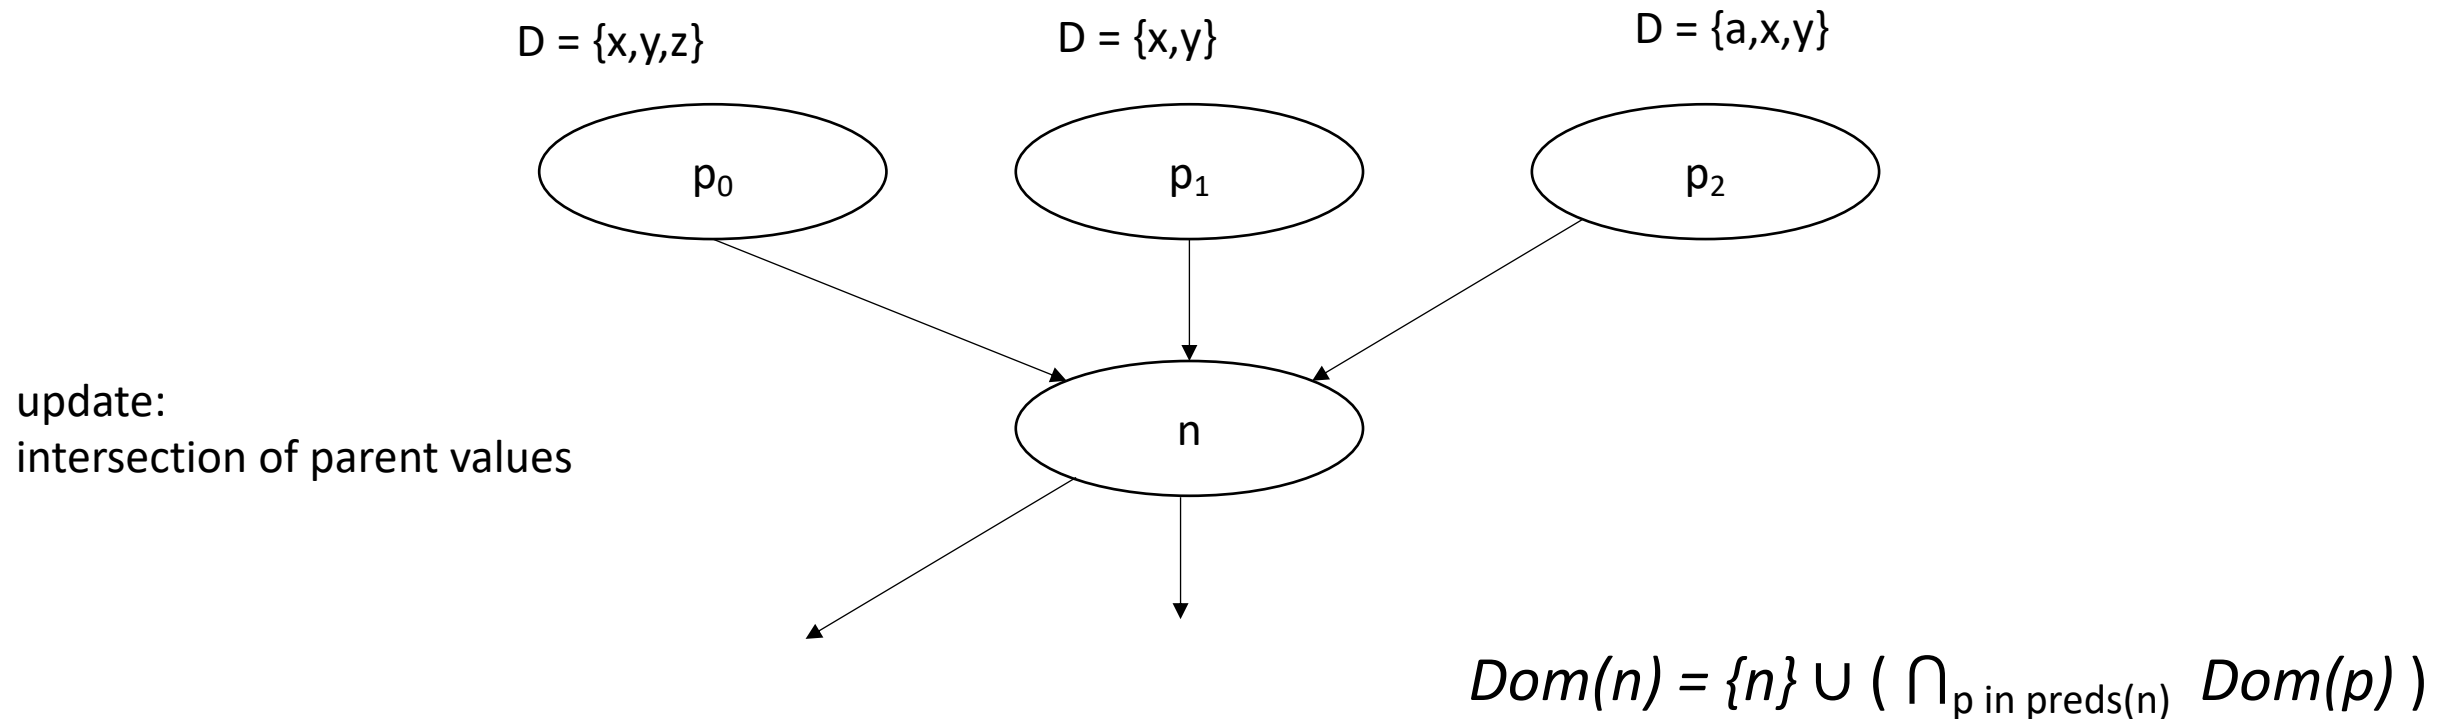 D = {x,y,z}
D = {x,y}
D = {a,x,y}
p₀
p₁
p₂
n
update:
intersection of parent values
Dom(n) = {n} ∪ ( ⋂ₚ ᵢₙ ₚᵣₑdₛ₍ₙ₎ Dom(p) )